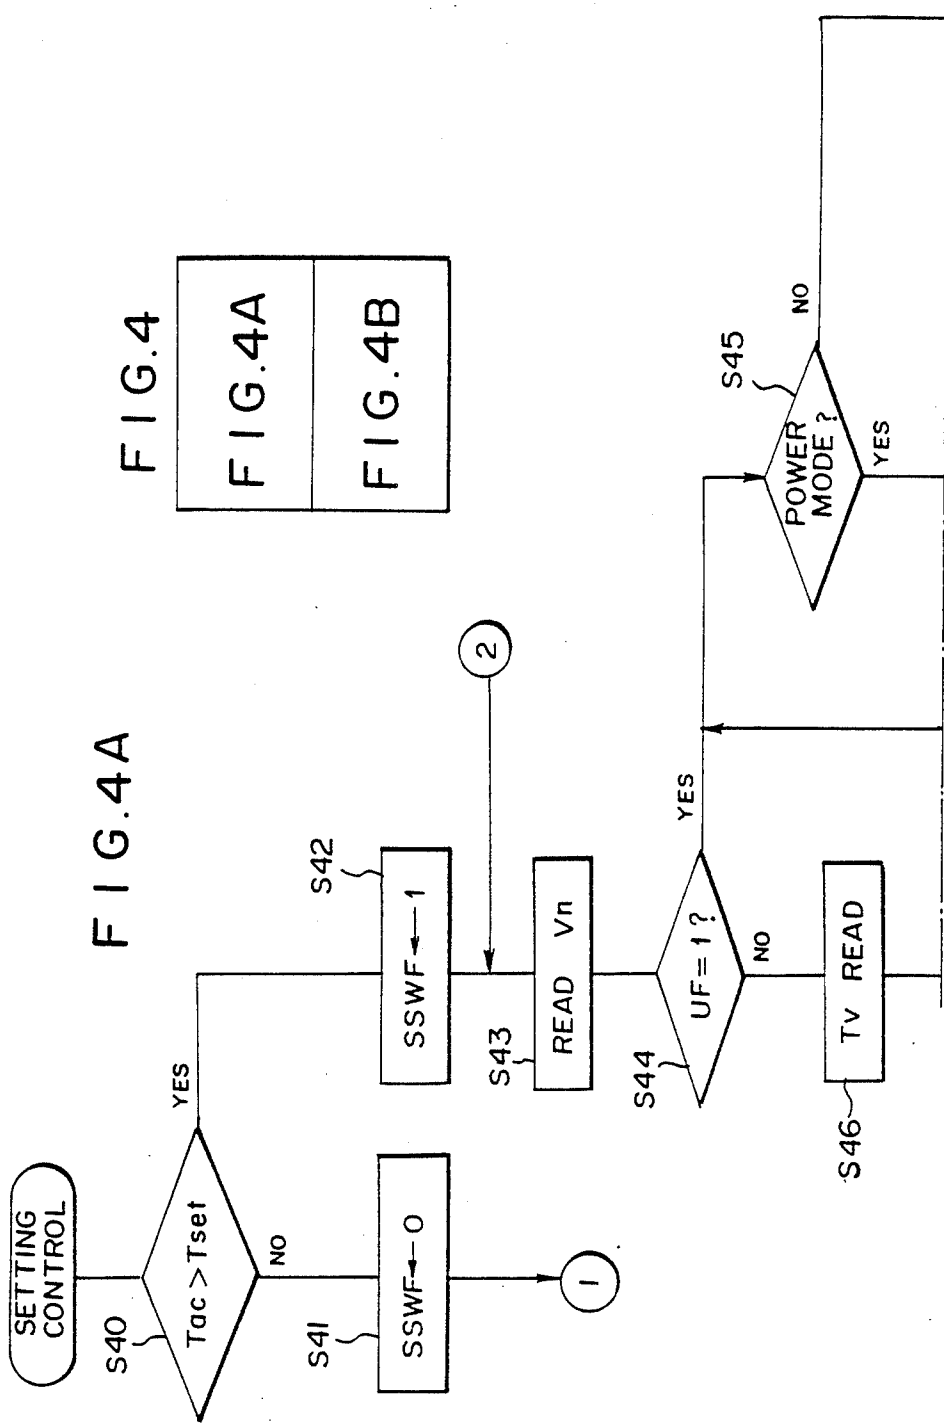 FIG.4
FIG.4A
FIG.4B
FIG.4A
SETTING
CONTROL
S40
Tac > Tset
YES
NO
S41
SSWF←0
1
S42
SSWF←1
2
S43
READ Vn
S44
UF=1?
YES
NO
S46
Tv READ
S45
POWER
MODE?
NO
YES